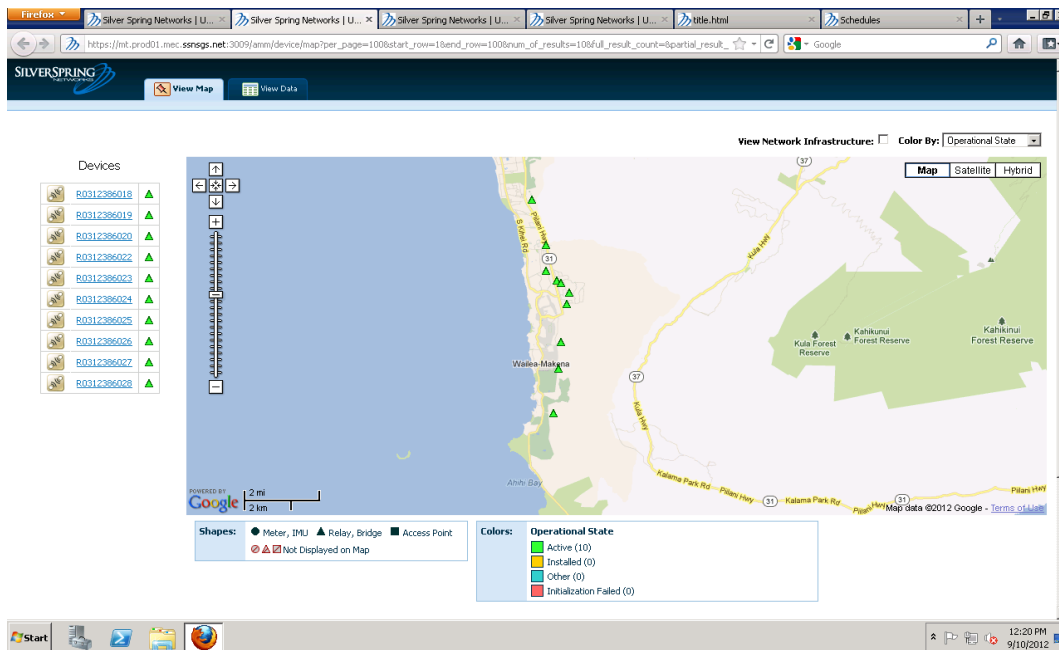 Firefox
Silver Spring Networks | U...
Silver Spring Networks | U...
Silver Spring Networks | U...
Silver Spring Networks | U...
title.html
Schedules
https://mt.prod01.mec.ssnsgs.net:3009/amm/device/map?per_page=100&start_row=1&end_row=100&num_of_results=10&full_result_count=&partial_result_
Google
SILVERSPRING
NETWORKS
View Map
View Data
View Network Infrastructure:
Color By:
Operational State
Devices
R0312386018
R0312386019
R0312386020
R0312386022
R0312386023
R0312386024
R0312386025
R0312386026
R0312386027
R0312386028
Map
Satellite
Hybrid
37
Piilani Hwy
S Kihei Rd
31
Kula Hwy
Wailea-Makena
37
Kula Hwy
Kula Forest
Reserve
Kahikinui
Forest Reserve
Kahikinui
Forest Reserve
Ahihi Bay
Kalama Park Rd
Piilani Hwy
31
Kalama Park Rd
Piilani Hwy
31
Piilani Hwy
POWERED BY
Google
2 mi
2 km
Map data ©2012 Google - Terms of Use
Shapes:
Meter, IMU
Relay, Bridge
Access Point
Not Displayed on Map
Colors:
Operational State
Active (10)
Installed (0)
Other (0)
Initialization Failed (0)
Start
12:20 PM
9/10/2012